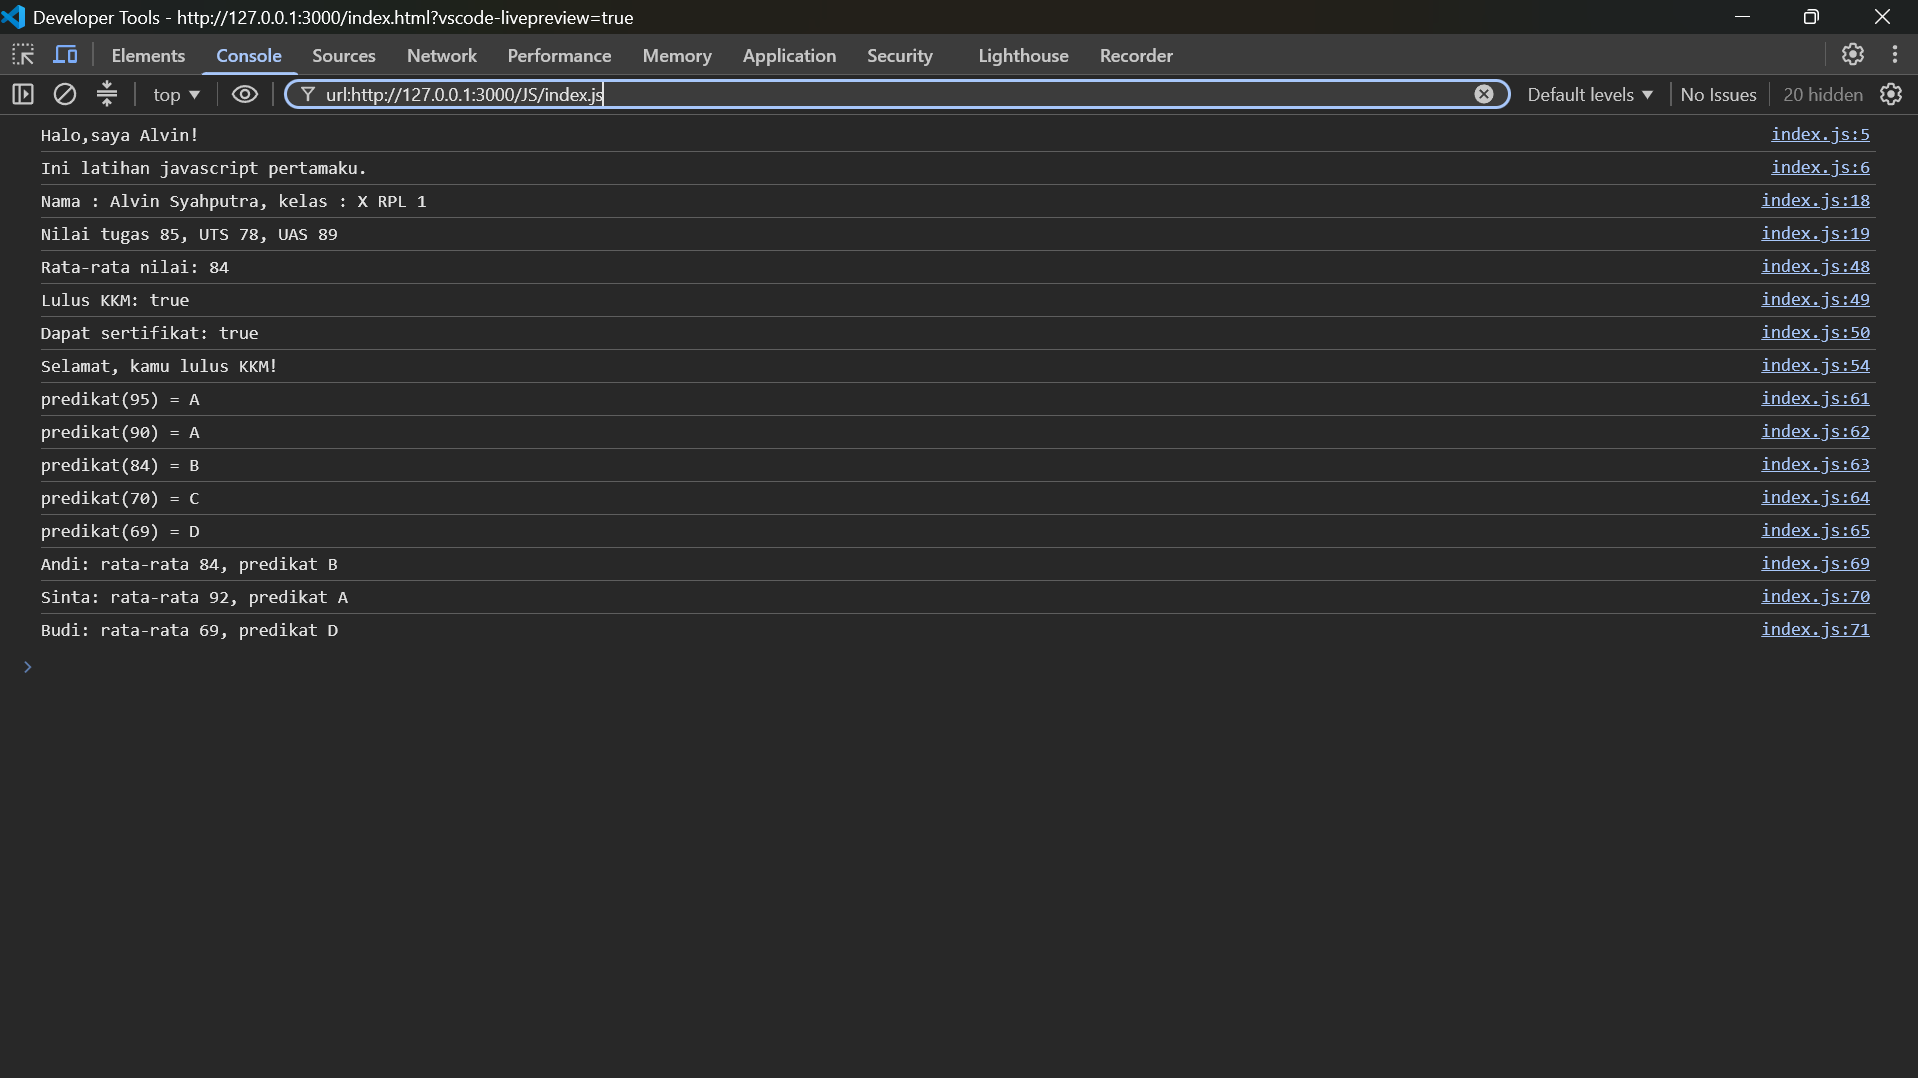 Developer Tools - http://127.0.0.1:3000/index.html?vscode-livepreview=true
Elements Console Sources Network Performance Memory Application Security Lighthouse Recorder
top url:http://127.0.0.1:3000/JS/index.js Default levels No Issues 20 hidden
Halo,saya Alvin! index.js:5
Ini latihan javascript pertamaku. index.js:6
Nama : Alvin Syahputra, kelas : X RPL 1 index.js:18
Nilai tugas 85, UTS 78, UAS 89 index.js:19
Rata-rata nilai: 84 index.js:48
Lulus KKM: true index.js:49
Dapat sertifikat: true index.js:50
Selamat, kamu lulus KKM! index.js:54
predikat(95) = A index.js:61
predikat(90) = A index.js:62
predikat(84) = B index.js:63
predikat(70) = C index.js:64
predikat(69) = D index.js:65
Andi: rata-rata 84, predikat B index.js:69
Sinta: rata-rata 92, predikat A index.js:70
Budi: rata-rata 69, predikat D index.js:71